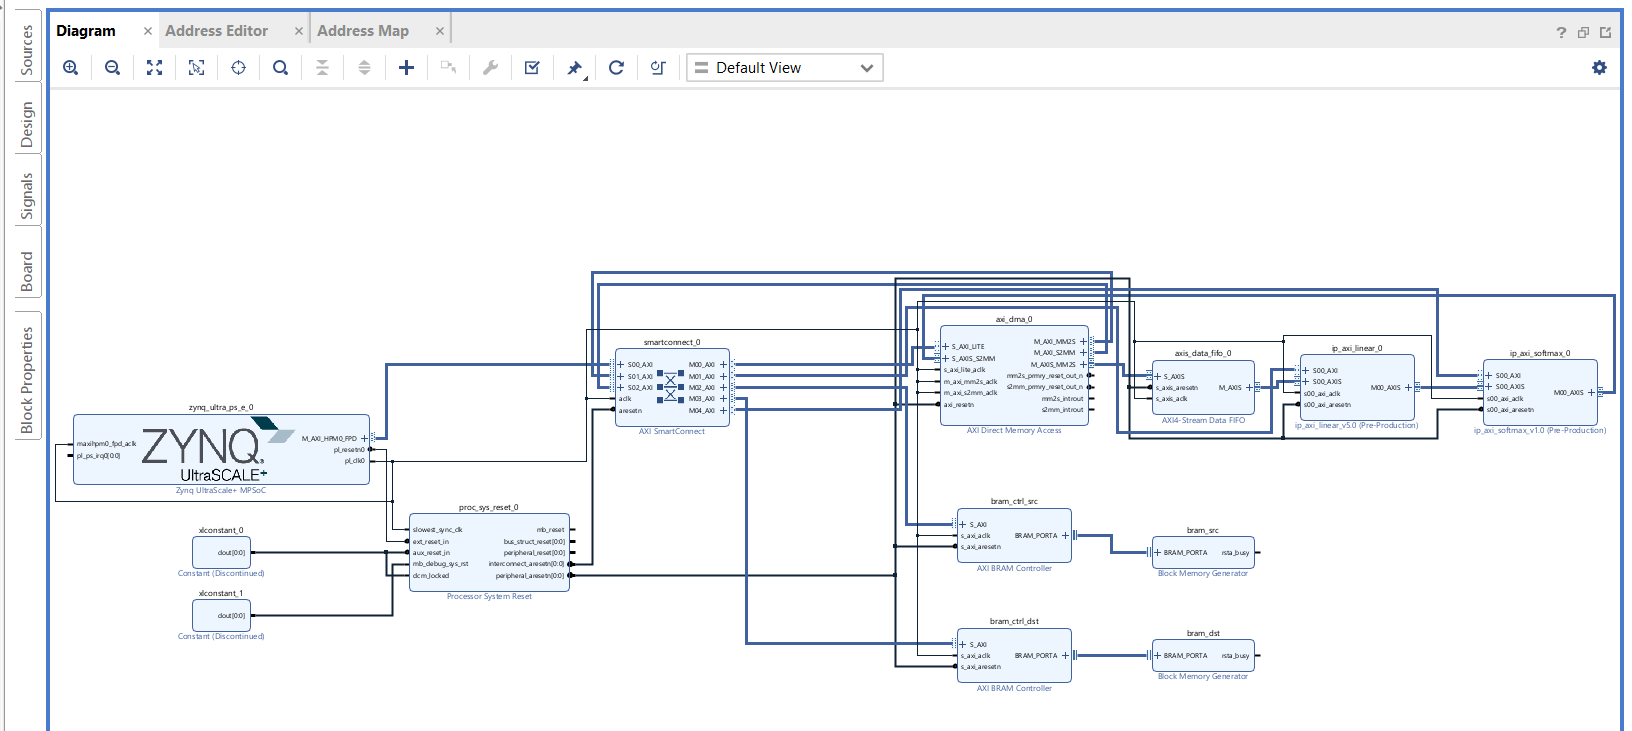 Sources
Design
Signals
Board
Block Properties
Diagram
Address Editor
Address Map
Default View
zynq_ultra_ps_e_0
maxihpm0_fpd_aclk
pl_ps_irq0[0:0]
ZYNQ
UltraSCALE+
M_AXI_HPM0_FPD
pl_resetn0
pl_clk0
Zynq UltraScale+ MPSoC
xlconstant_0
dout[0:0]
Constant (Discontinued)
xlconstant_1
dout[0:0]
Constant (Discontinued)
proc_sys_reset_0
slowest_sync_clk
ext_reset_in
aux_reset_in
mb_debug_sys_rst
dcm_locked
mb_reset
bus_struct_reset[0:0]
peripheral_reset[0:0]
interconnect_aresetn[0:0]
peripheral_aresetn[0:0]
Processor System Reset
smartconnect_0
S00_AXI
S01_AXI
S02_AXI
aclk
aresetn
M00_AXI
M01_AXI
M02_AXI
M03_AXI
M04_AXI
AXI SmartConnect
axi_dma_0
S_AXI_LITE
S_AXIS_S2MM
s_axi_lite_aclk
m_axi_mm2s_aclk
m_axi_s2mm_aclk
axi_resetn
M_AXI_MM2S
M_AXI_S2MM
M_AXIS_MM2S
mm2s_prmry_reset_out_n
s2mm_prmry_reset_out_n
mm2s_introut
s2mm_introut
AXI Direct Memory Access
axis_data_fifo_0
S_AXIS
s_axis_aresetn
s_axis_aclk
M_AXIS
AXI4-Stream Data FIFO
ip_axi_linear_0
S00_AXI
S00_AXIS
s00_axi_aclk
s00_axi_aresetn
M00_AXIS
ip_axi_linear_v5.0 (Pre-Production)
ip_axi_softmax_0
S00_AXI
S00_AXIS
s00_axi_aclk
s00_axi_aresetn
M00_AXIS
ip_axi_softmax_v1.0 (Pre-Production)
bram_ctrl_src
S_AXI
s_axi_aclk
s_axi_aresetn
BRAM_PORTA
AXI BRAM Controller
bram_src
BRAM_PORTA
rsta_busy
Block Memory Generator
bram_ctrl_dst
S_AXI
s_axi_aclk
s_axi_aresetn
BRAM_PORTA
AXI BRAM Controller
bram_dst
BRAM_PORTA
rsta_busy
Block Memory Generator